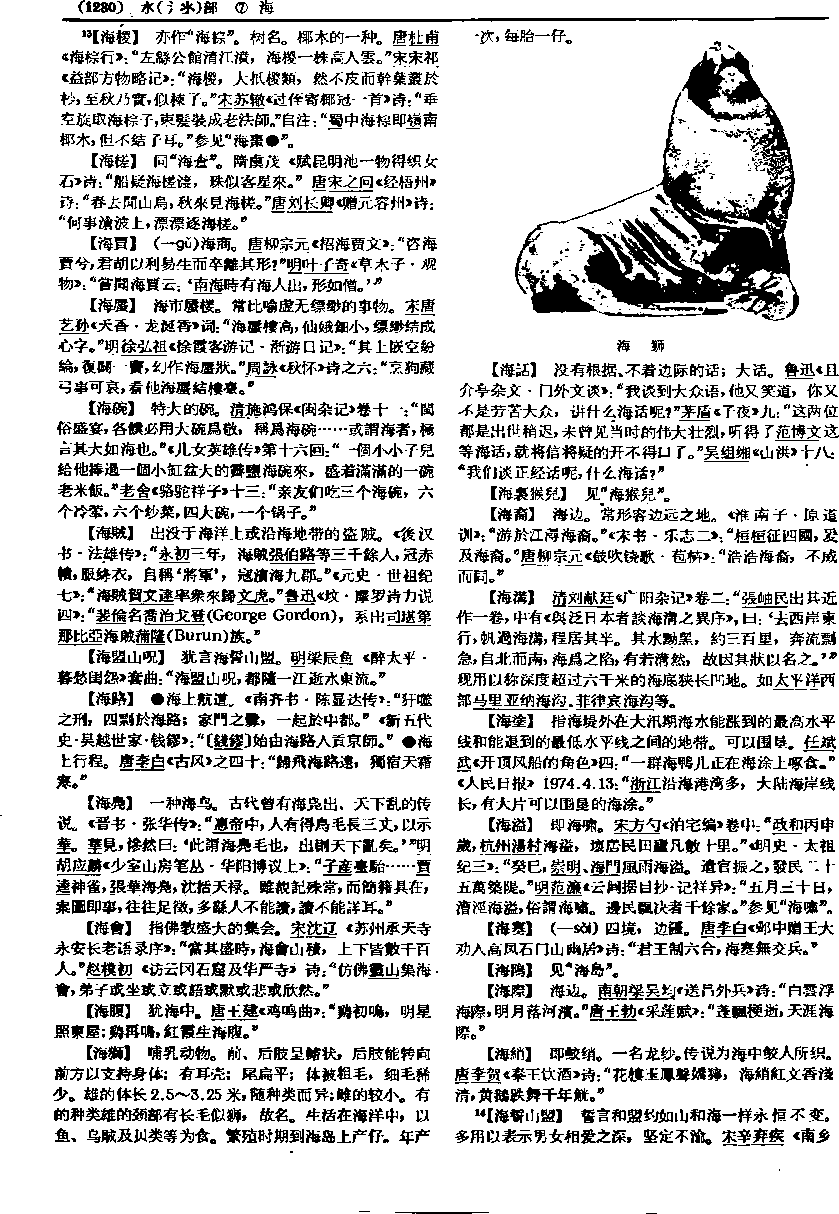 (1230) 水(氵氺)部 ⑦ 海
¹³【海椶】 亦作“海棕”。树名。椰木的一种。唐杜甫
《海棕行》：“左緜公館清江濆，海椶一株高入雲。”宋宋祁
《益部方物略记》：“海椶，大抵椶類，然不皮而幹葉叢於
杪，至秋乃實，似楝子。”宋苏辙《过侄寄椰冠一首》诗：“垂
空旋取海棕子，束髮装成老法師。”自注：“蜀中海棕即嶺南
椰木，但不结子耳。”参见“海棗●”。
【海槎】 同“海查”。隋虞茂《赋昆明池一物得织女
石》诗：“船疑海槎渡，珠似客星來。”唐宋之问《经梧州》
诗：“春去聞山鳥，秋來見海槎。”唐刘长卿《赠元容州》诗：
“何事滄波上，漂漂逐海槎。”
【海賈】 (—gǔ)海商。唐柳宗元《招海贾文》：“咨海
賈兮，君胡以利易生而卒離其形？”明叶子奇《草木子·观
物》：“嘗聞海賈云：‘南海時有海人出，形如僧。’”
【海蜃】 海市蜃楼。常比喻虚无缥缈的事物。宋唐
艺孙《天香·龙涎香》词：“海蜃樓高，仙娥鈿小，縹緲结成
心字。”明徐弘祖《徐霞客游记·浙游日记》：“其上嵌空紛
綸，復闢一竇，幻作海蜃狀。”周詠《秋怀》诗之六：“烹狗藏
弓事可哀，看他海蜃結樓臺。”
【海碗】 特大的碗。清施鸿保《闽杂记》卷十一：“閩
俗盛宴，各饌必用大碗爲敬，稱爲海碗……或謂海者，極
言其大如海也。”《儿女英雄传》第十六回：“一個小小子兒
給他捧過一個小缸盆大的霽藍海碗來，盛着滿滿的一碗
老米飯。”老舍《骆驼祥子》十三：“亲友们吃三个海碗，六
个冷荤，六个炒菜，四大碗，一个锅子。”
【海賊】 出没于海洋上或沿海地带的盗贼。《後汉
书·法雄传》：“永初三年，海賊張伯路等三千餘人，冠赤
幘，服絳衣，自稱‘將軍’，寇濱海九郡。”《元史·世祖纪
七》：“海賊賀文達率衆來歸文虎。”鲁迅《坟·摩罗诗力说
四》：“裴倫名喬治戈登(George Gordon)，系出司堪第
那比亞海賊蒲隆(Burun)族。”
【海盟山呪】 犹言海誓山盟。明梁辰鱼《醉太平·
暮愁闺怨》套曲：“海盟山呪，都隨一江逝水東流。”
【海路】 ●海上航道。《南齐书·陈显达传》：“犴噬
之刑，四剽於海路；家門之釁，一起於中都。”《新五代
史·吴越世家·钱镠》：“〔錢鏐〕始由海路入貢京師。”●海
上行程。唐李白《古风》之四十：“歸飛海路遠，獨宿天霜
寒。”
【海鳧】 一种海鸟。古代曾有海凫出，天下乱的传
说。《晋书·张华传》：“惠帝中，人有得鳥毛長三丈，以示
華。華見，慘然曰：‘此謂海鳧毛也，出則天下亂矣。’”明
胡应麟《少室山房笔丛·华阳博议上》：“子產臺駘……賈
逵神雀，張華海鳧，沈括天禄。雖載記殊常，而簡籍具在，
案圖即事，往往足徵，多繇人不能讀，讀不能詳耳。”
【海會】 指佛教盛大的集会。宋沈辽《苏州承天寺
永安长老语录序》：“當其盛時，海會山積，上下皆數千百
人。”赵樸初《访云冈石窟及华严寺》诗：“仿佛靈山集海
會，弟子或坐或立或語或默或悲或欣然。”
【海腹】 犹海中。唐王建《鸡鸣曲》：“鷄初鳴，明星
照東屋；鷄再鳴，紅霞生海腹。”
【海獅】 哺乳动物。前、后肢呈鳍状，后肢能转向
前方以支持身体；有耳壳；尾扁平；体被粗毛，细毛稀
少。雄的体长2.5～3.25米，随种类而异；雌的较小。有
的种类雄的颈部有长毛似狮，故名。生活在海洋中，以
鱼、乌贼及贝类等为食。繁殖时期到海岛上产仔。年产
一次，每胎一仔。
海 狮
【海話】 没有根据、不着边际的话；大话。鲁迅《且
介亭杂文·门外文谈》：“我谈到大众语，他又笑道，你又
不是劳苦大众，讲什么海话呢？”茅盾《子夜》九：“这两位
都是出世稍迟，未曾见当时的伟大壮烈，听得了范博文这
等海话，就将信将疑的开不得口了。”吴组缃《山洪》十八：
“我们谈正经话呢，什么海话？”
【海裏猴兒】 见“海猴兒”。
【海裔】 海边。常形容边远之地。《淮南子·原道
训》：“游於江潯海裔。”《宋书·乐志二》：“桓桓征四國，爰
及海裔。”唐柳宗元《鼓吹铙歌·苞枿》：“浩浩海裔，不威
而同。”
【海溝】 清刘献廷《广阳杂记》卷二：“張岫民出其近
作一卷，中有《與泛日本者談海溝之異序》，曰：‘去西岸東
行，帆過海溝，程居其半。其水黝黑，約三百里，奔流飄
急，自北而南，海爲之陷，有若溝然，故因其狀以名之。’”
现用以称深度超过六千米的海底狭长凹地。如太平洋西
部马里亚纳海沟、菲律宾海沟等。
【海塗】 指海堤外在大汛期海水能涨到的最高水平
线和能退到的最低水平线之间的地带。可以围垦。任斌
武《开顶风船的角色》四：“一群海鸭儿正在海涂上啄食。”
《人民日报》1974.4.13：“浙江沿海港湾多，大陆海岸线
长，有大片可以围垦的海涂。”
【海溢】 即海啸。宋方勺《泊宅编》卷中：“政和丙申
歲，杭州湯村海溢，壞居民田廬凡數十里。”《明史·太祖
纪三》：“癸巳，崇明、海門風雨海溢。遣官振之，發民二十
五萬築隄。”明范濂《云间据目抄·记祥异》：“五月三十日，
漕涇海溢，俗謂海嘯。邊民飄決者千餘家。”参见“海嘯”。
【海塞】 (—sài)四境，边疆。唐李白《邺中赠王大
劝入高凤石门山幽居》诗：“君王制六合，海塞無交兵。”
【海隝】 见“海島”。
【海際】 海边。南朝梁吴均《送吕外兵》诗：“白雲浮
海際，明月落河濱。”唐王勃《采莲赋》：“蓬飄梗逝，天涯海
際。”
【海綃】 即鲛绡。一名龙纱。传说为海中鲛人所织。
唐李贺《秦王饮酒》诗：“花樓玉鳳聲嬌獰，海綃紅文香淺
清，黄鵝跌舞千年觥。”
¹⁴【海誓山盟】 誓言和盟约如山和海一样永恒不变。
多用以表示男女相爱之深，坚定不渝。宋辛弃疾《南乡